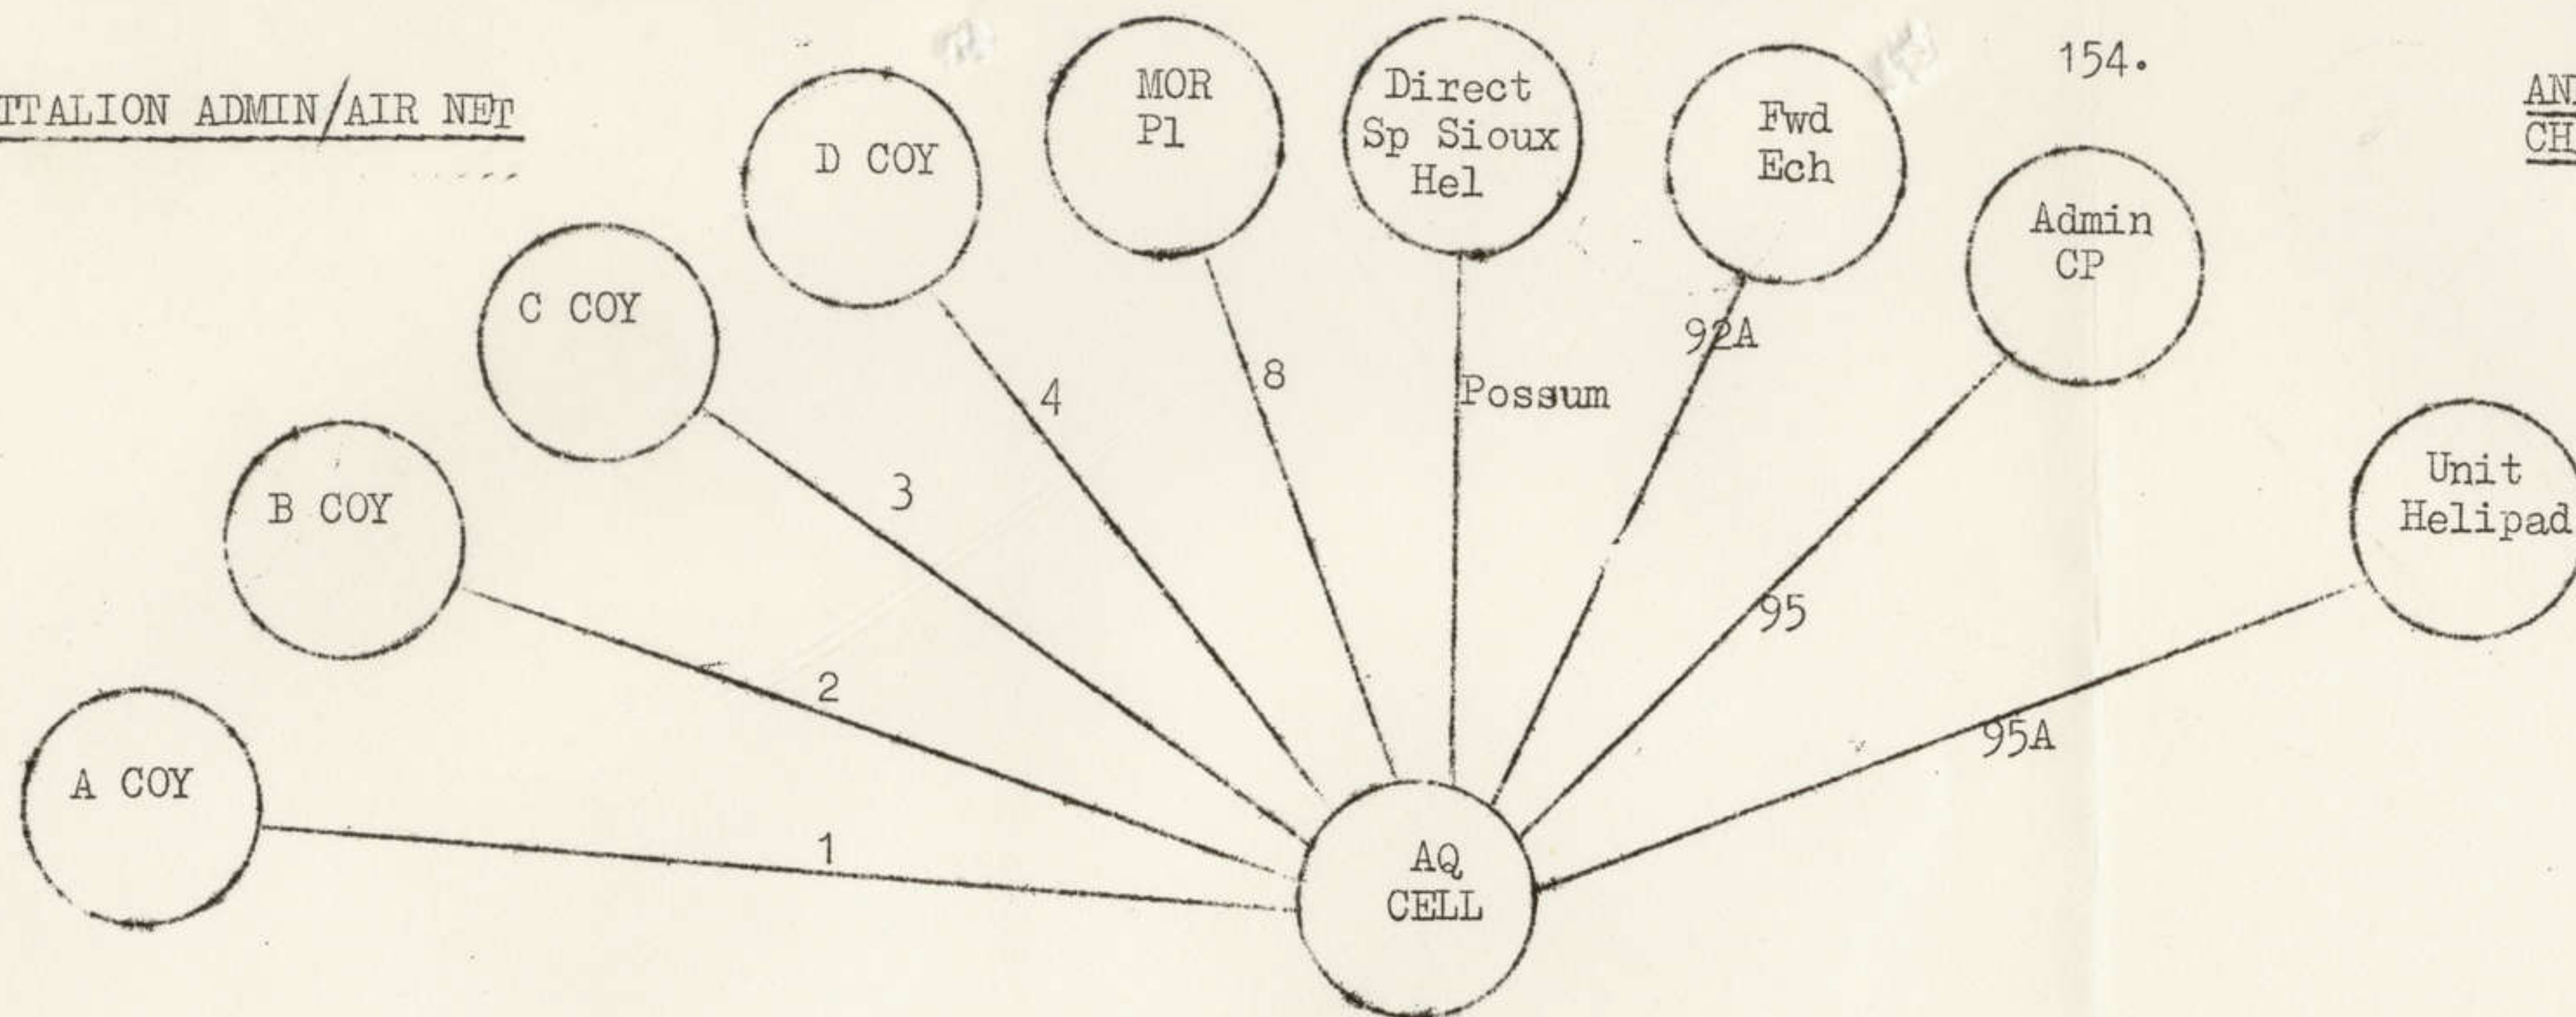 ITTALION ADMIN/AIR NET
154.
AN
CH
MOR
Pl
Direct
Sp Sioux
Hel
Fwd
Ech
D COY
Admin
CP
C COY
B COY
Unit
Helipad
A COY
AQ
CELL
1
2
3
4
8
Possum
92A
95
95A